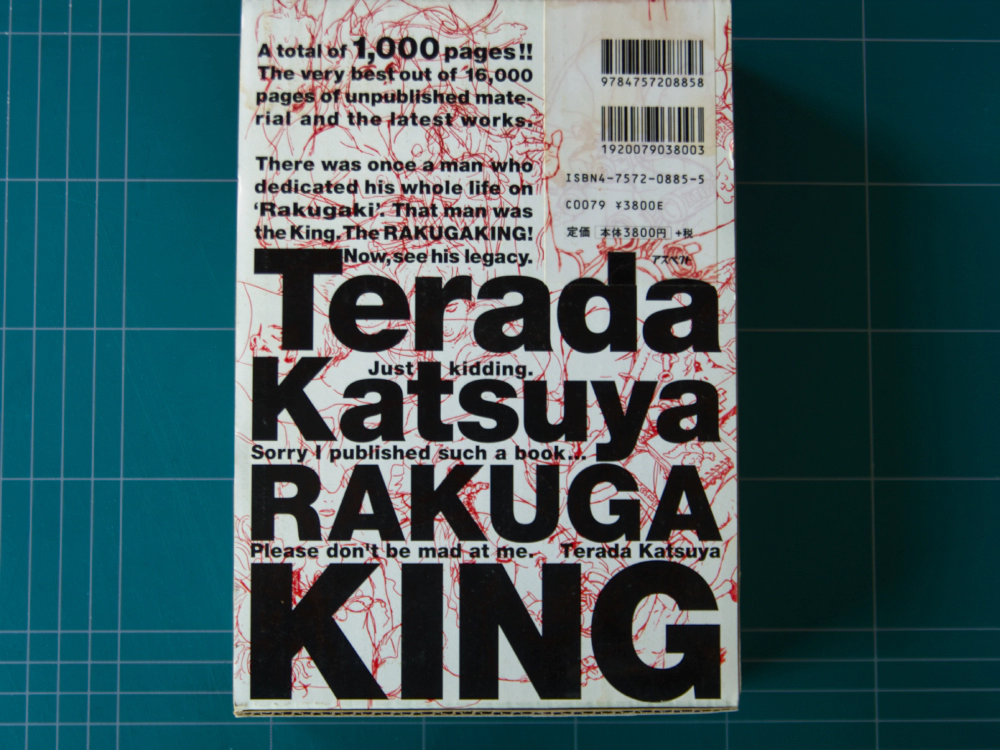 A total of 1,000 pages!!
The very best out of 16,000
pages of unpublished mate-
rial and the latest works.
There was once a man who
dedicated his whole life on
‘Rakugaki’. That man was
the King. The RAKUGAKING!
Now, see his legacy.
9784757208858
1920079038003
ISBN4-7572-0885-5
C0079 ¥3800E
定価 本体3800円 +税
アスペクト
Terada
Just kidding.
Katsuya
Sorry I published such a book...
RAKUGA
Please don't be mad at me. Terada Katsuya
KING